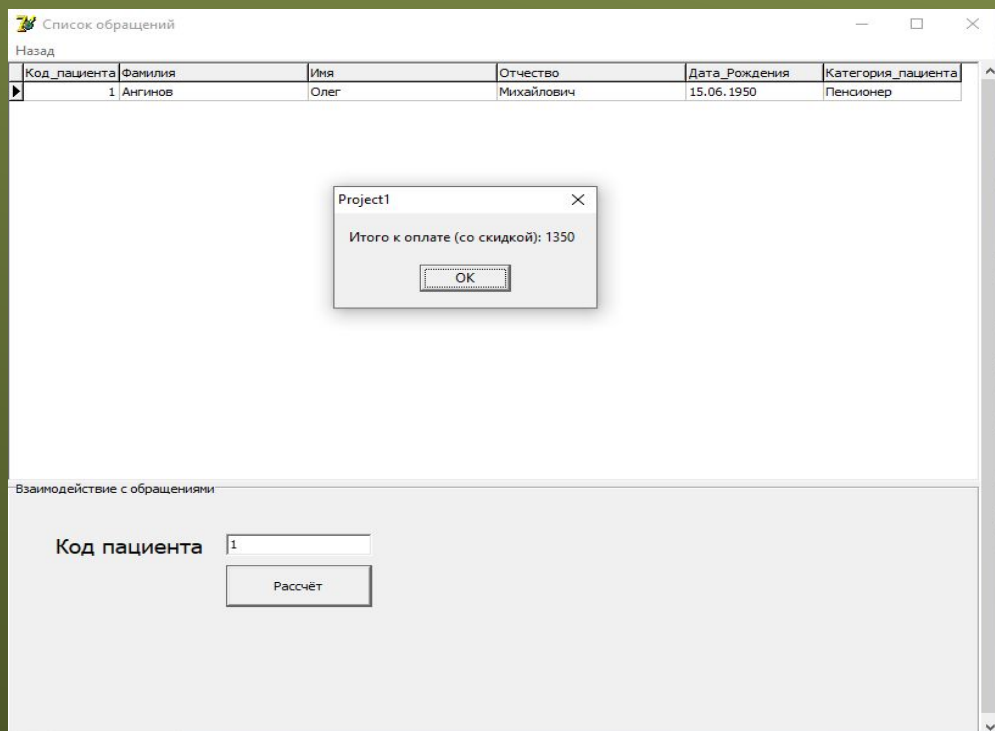 Список обращений
Назад
Код_пациента Фамилия Имя Отчество Дата_Рождения Категория_пациента
1 Ангинов Олег Михайлович 15.06.1950 Пенсионер
Project1
Итого к оплате (со скидкой): 1350
OK
Взаимодействие с обращениями
Код пациента 1
Рассчёт